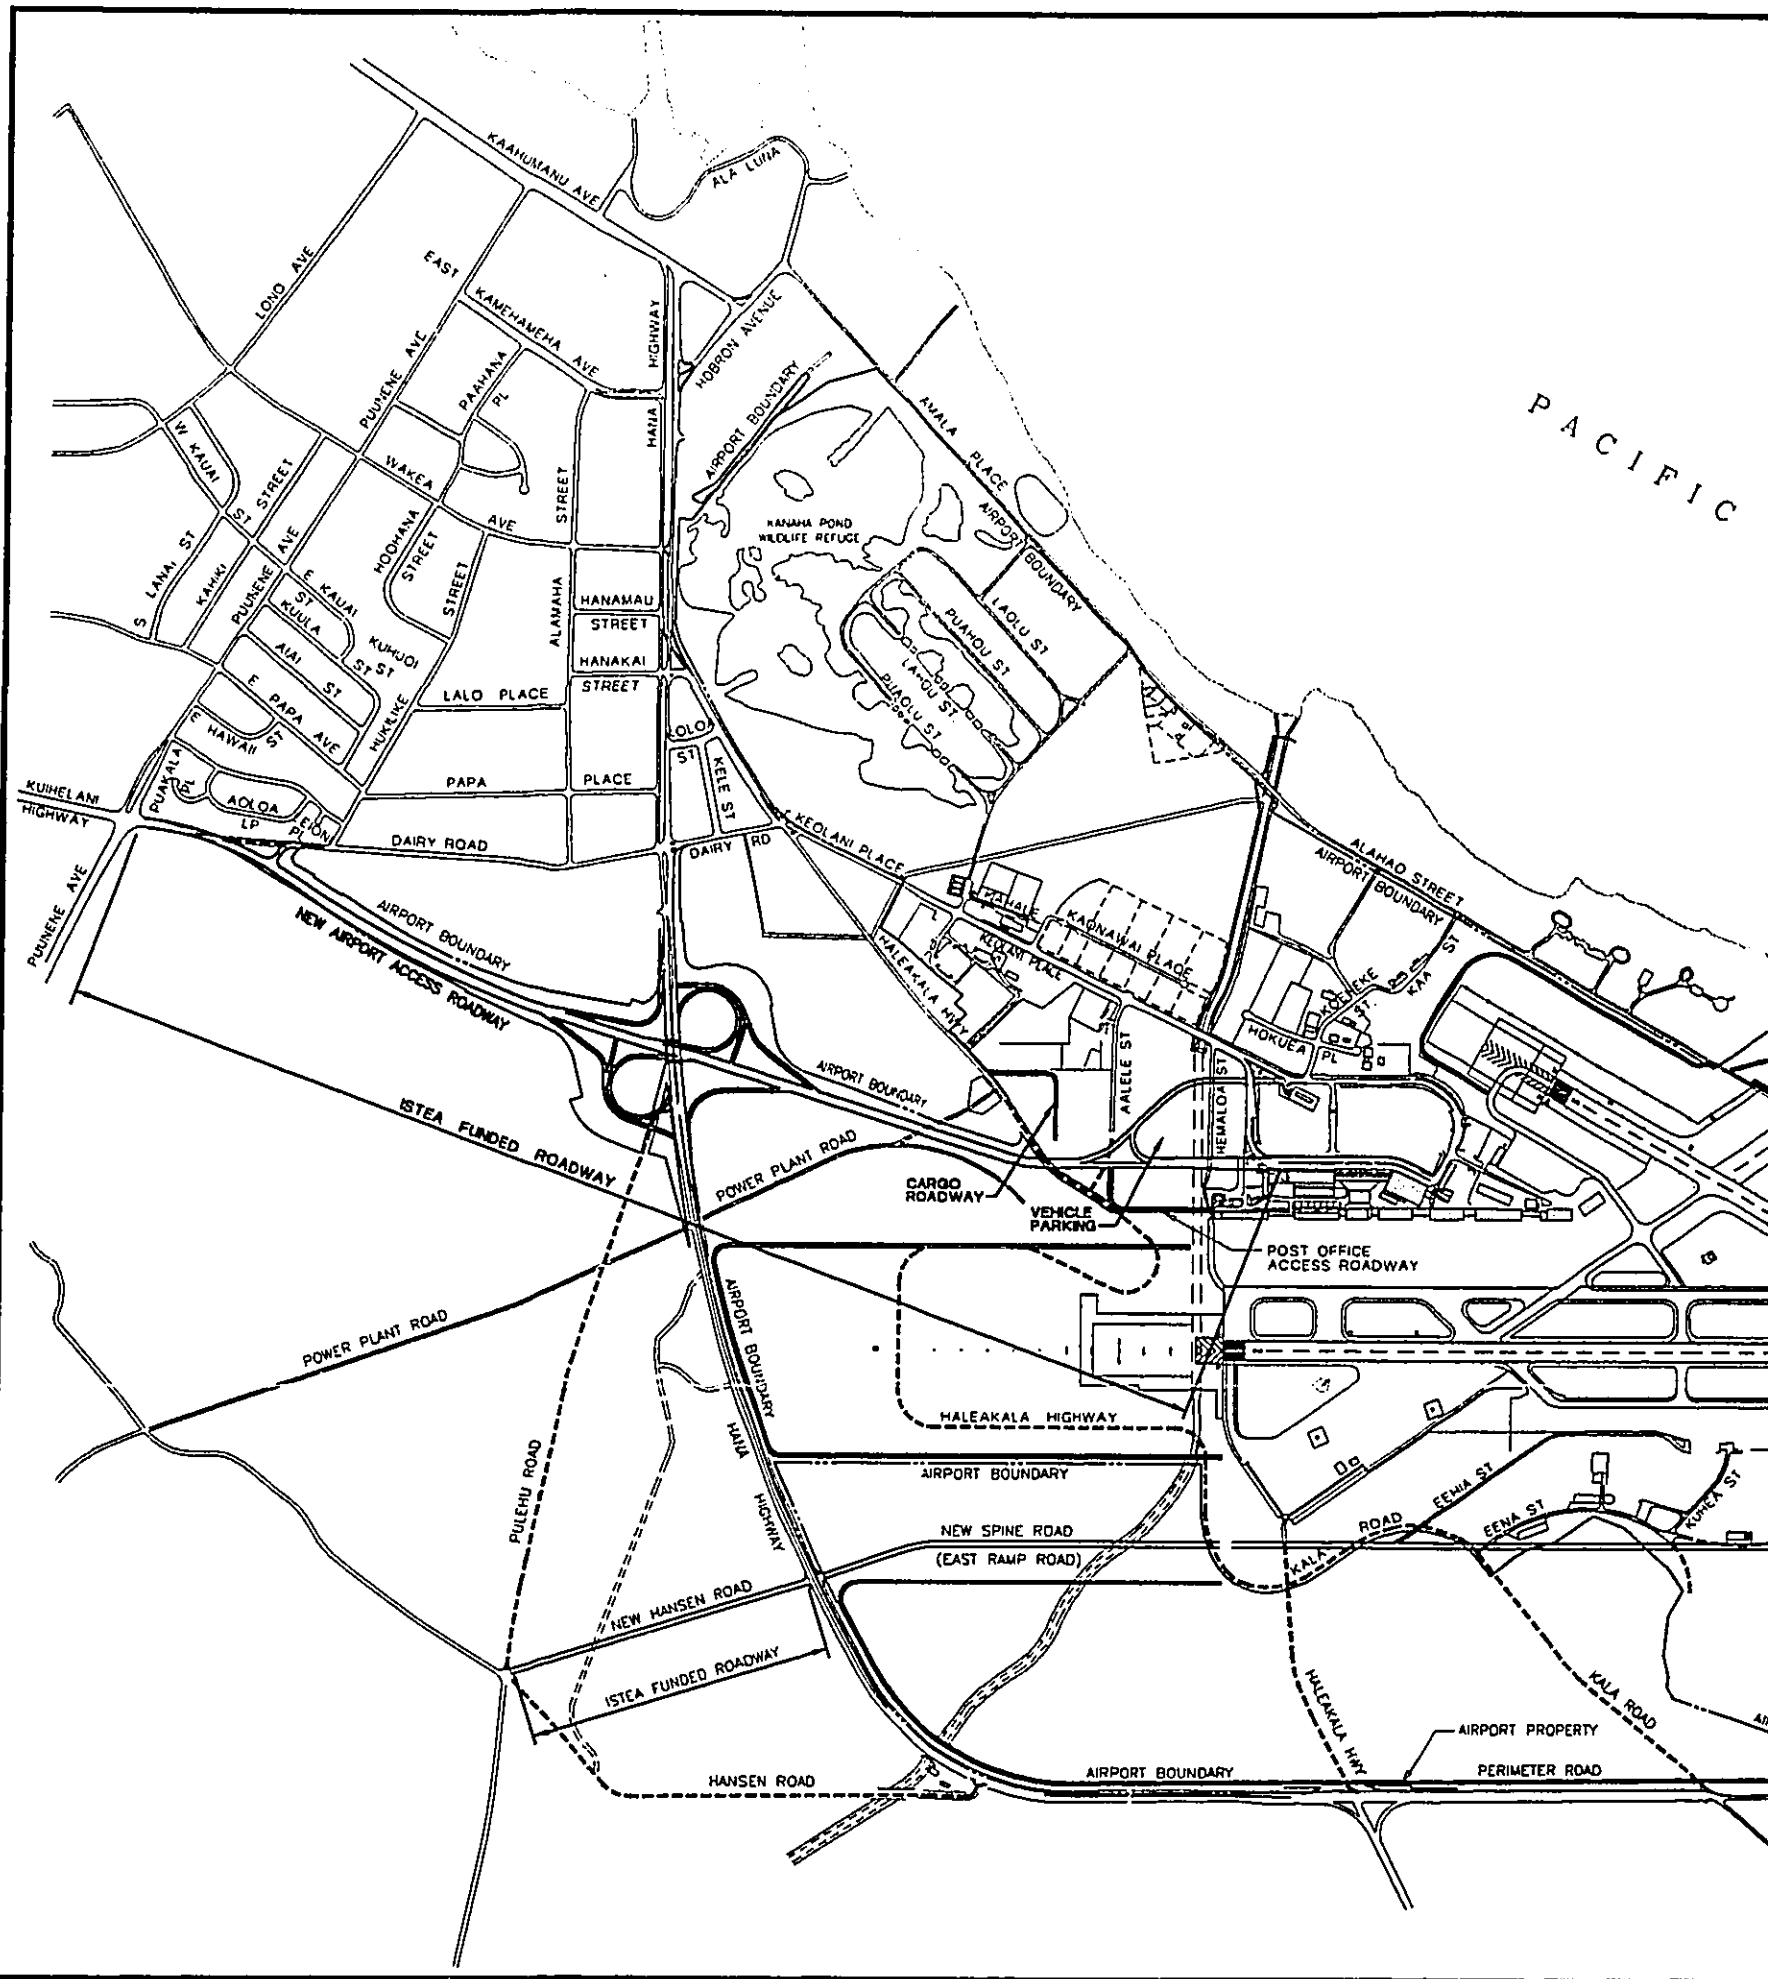 KAAHUMANU AVE
ALA LUNA
LONO AVE
EAST
KAMEHAMEHA AVE
PUUNENE AVE
PAAHANA
PL
HIGHWAY
HANA
HOBRON AVENUE
AIRPORT BOUNDARY
AMALA
PLACE
PACIFIC
W KAUAI
ST
STREET
WAKEA
AVE
STREET
HOOHANA
STREET
STREET
KANAHA POND
WILDLIFE REFUGE
AIRPORT BOUNDARY
S LANAI ST
KAHIKI
PUUNENE AVE
E KAUAI
ST
KUULA
ST
KUHUOI
ST
AIAI
ST
ALAMAHA
HANAMAU
STREET
HANAKAI
STREET
LAOLU ST
PUAHOU ST
LAHOU ST
PUAOLU ST
E PAPA AVE
LALO PLACE
HUKILIKE
E
HAWAII
ST
PUAKALA
PL
AOLOA
LP
EIONI
PL
PAPA
PLACE
OLOA
ST
KELE ST
KUIHELANI
HIGHWAY
DAIRY ROAD
DAIRY RD
KEOLANI PLACE
ALAHAO STREET
AIRPORT BOUNDARY
PUUNENE AVE
AIRPORT BOUNDARY
NEW AIRPORT ACCESS ROADWAY
MAHALE
ST
KAONAWAI PLACE
KEOLANI PLACE
HALEAKALA HWY
KOEHEKE
ST
KAA
ST
HOKUEA
PL
AALELE ST
HEMALOA ST
AIRPORT BOUNDARY
ISTEA FUNDED ROADWAY
POWER PLANT ROAD
CARGO
ROADWAY
VEHICLE
PARKING
POST OFFICE
ACCESS ROADWAY
POWER PLANT ROAD
AIRPORT BOUNDARY
HALEAKALA HIGHWAY
AIRPORT BOUNDARY
PULEHU ROAD
HANA
HIGHWAY
NEW SPINE ROAD
(EAST RAMP ROAD)
KALA
ROAD
EEWA ST
EENA ST
KUHEA ST
NEW HANSEN ROAD
ISTEA FUNDED ROADWAY
HALEAKALA HWY
KALA ROAD
AIRPORT PROPERTY
HANSEN ROAD
AIRPORT BOUNDARY
PERIMETER ROAD